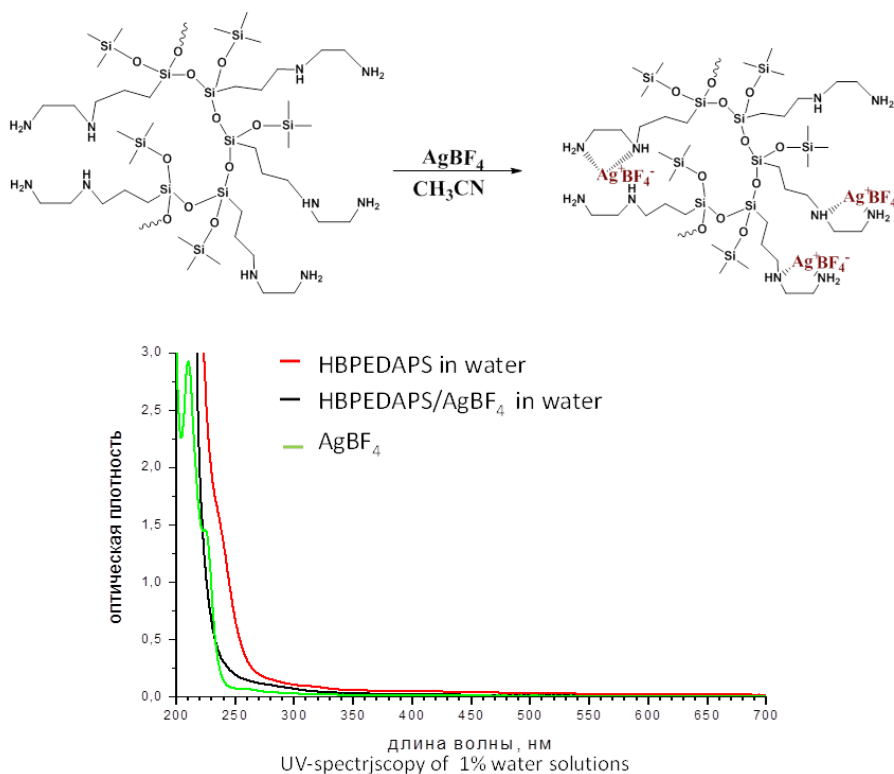 AgBF₄
CH₃CN
H₂N
N
H
O
Si
NH₂
Ag⁺BF₄⁻
HN
3,0
2,5
2,0
1,5
1,0
0,5
0,0
оптическая плотность
HBPEDAPS in water
HBPEDAPS/AgBF₄ in water
AgBF₄
200 250 300 350 400 450 500 550 600 650 700
длина волны, нм
UV-spectrjscopy of 1% water solutions